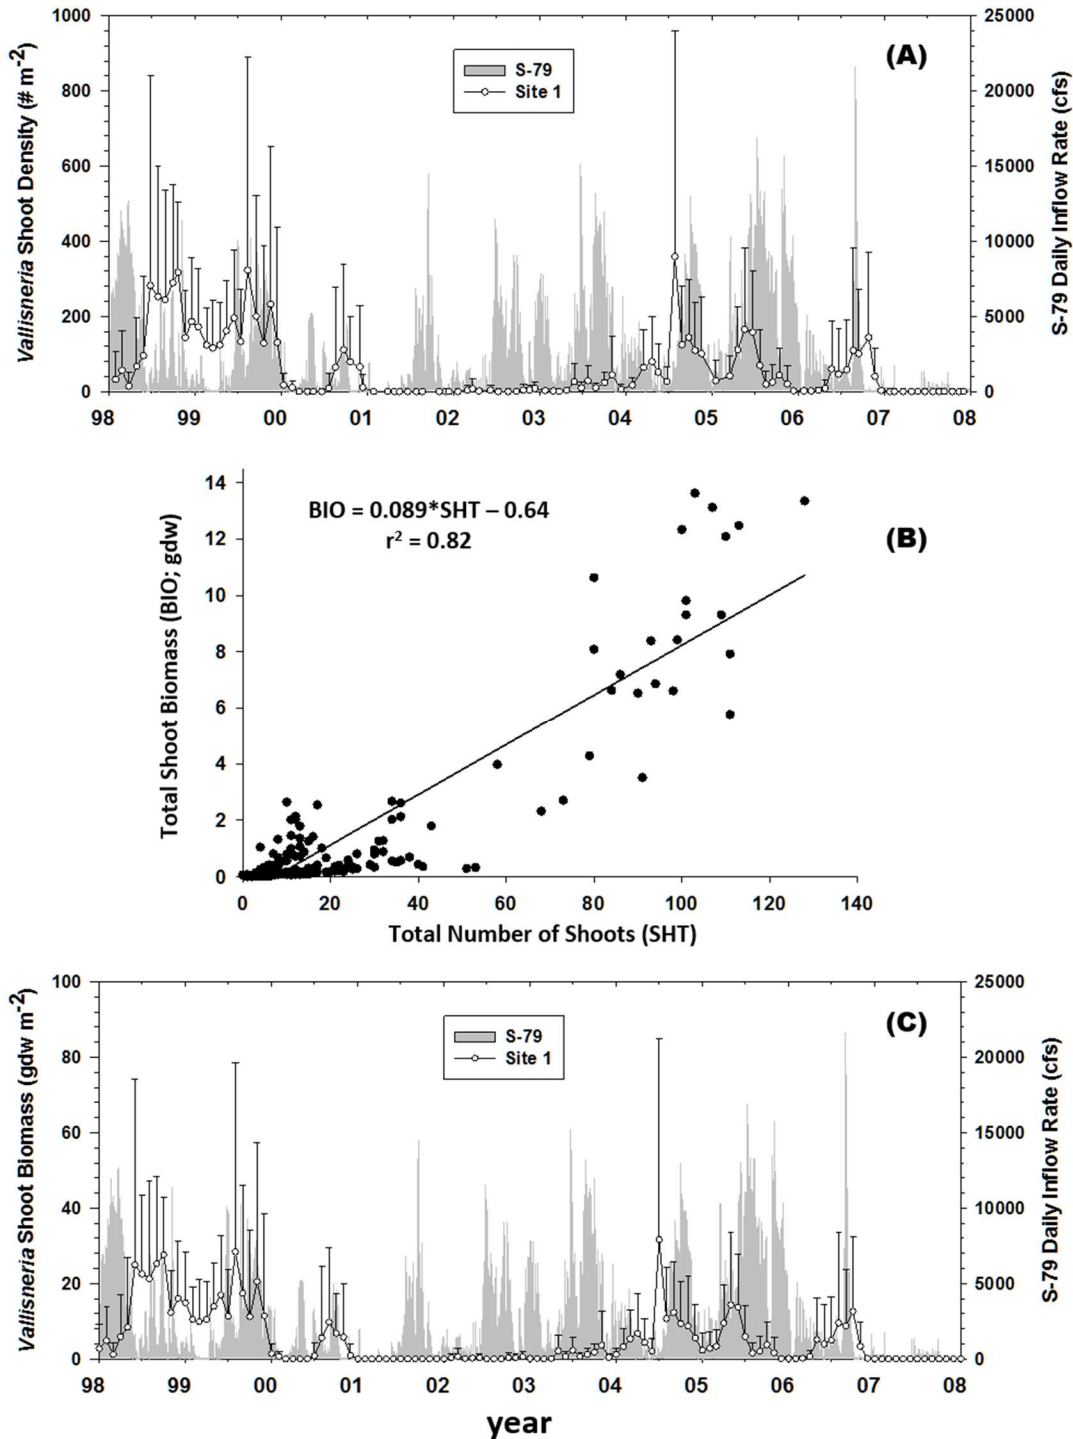 1000
800
600
400
200
0
25000
20000
15000
10000
5000
0
Vallisneria Shoot Density (# m⁻²)
S-79 Daily Inflow Rate (cfs)
S-79
Site 1
(A)
98 99 00 01 02 03 04 05 06 07 08
14
12
10
8
6
4
2
0
Total Shoot Biomass (BIO; gdw)
BIO = 0.089*SHT – 0.64
r² = 0.82
(B)
0 20 40 60 80 100 120 140
Total Number of Shoots (SHT)
100
80
60
40
20
0
25000
20000
15000
10000
5000
0
Vallisneria Shoot Biomass (gdw m⁻²)
S-79 Daily Inflow Rate (cfs)
S-79
Site 1
(C)
98 99 00 01 02 03 04 05 06 07 08
year